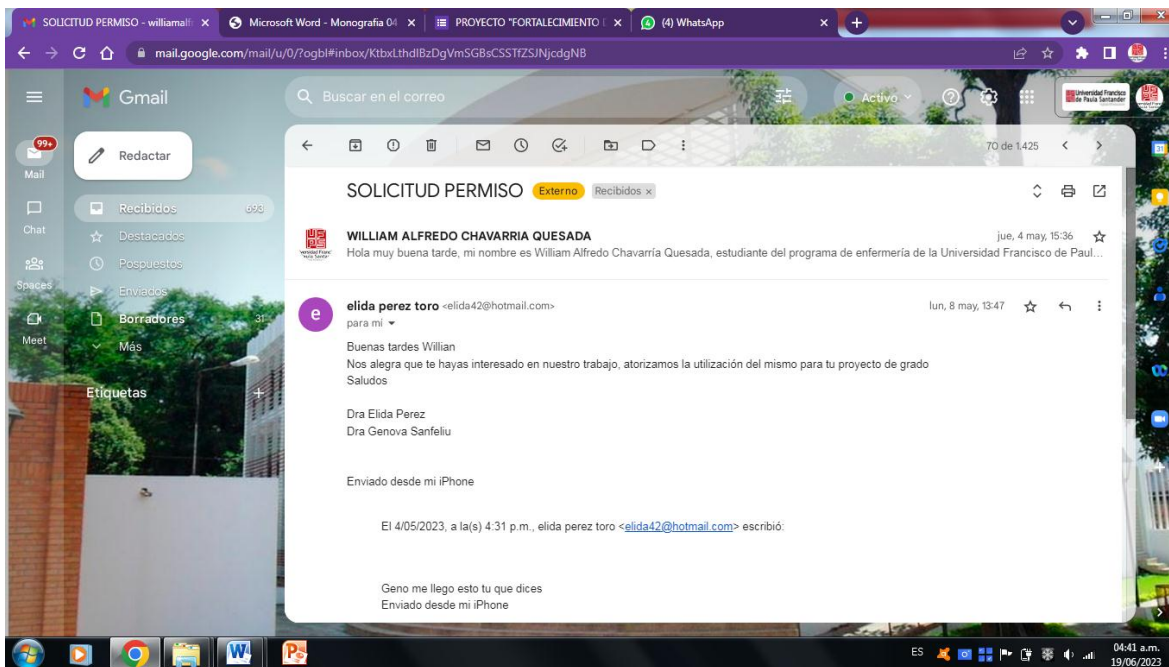 SOLICITUD PERMISO - williamalf
Microsoft Word - Monografia 04
PROYECTO "FORTALECIMIENTO
(4) WhatsApp
mail.google.com/mail/u/0/?ogbl#inbox/KtbxLthdlBzDgVmSGBsCSSTfZSJNjcdgNB
Gmail
Buscar en el correo
Activo
Universidad Francisco
de Paula Santander
99+
Mail
Redactar
70 de 1.425
Chat
Recibidos 693
Destacados
Pospuestos
Spaces
Enviados
Borradores 31
Meet
Más
Etiquetas
SOLICITUD PERMISO Externo Recibidos ×
WILLIAM ALFREDO CHAVARRIA QUESADA jue, 4 may, 15:36
Hola muy buena tarde, mi nombre es William Alfredo Chavarría Quesada, estudiante del programa de enfermería de la Universidad Francisco de Paul...
e
elida perez toro <elida42@hotmail.com> lun, 8 may, 13:47
para mí
Buenas tardes Willian
Nos alegra que te hayas interesado en nuestro trabajo, atorizamos la utilización del mismo para tu proyecto de grado
Saludos
Dra Elida Perez
Dra Genova Sanfeliu
Enviado desde mi iPhone
El 4/05/2023, a la(s) 4:31 p.m., elida perez toro <elida42@hotmail.com> escribió:
Geno me llego esto tu que dices
Enviado desde mi iPhone
ES
04:41 a.m.
19/06/2023